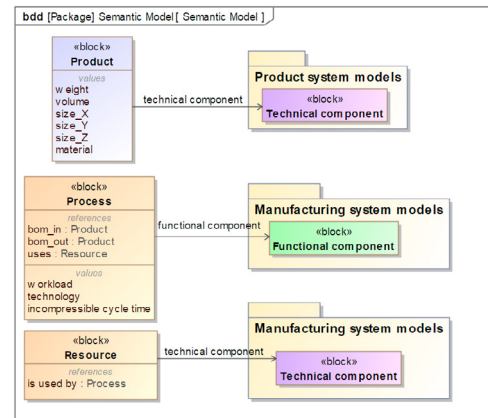 bdd [Package] Semantic Model [ Semantic Model ]
«block»
Product
values
weight
volume
size_X
size_Y
size_Z
material
technical component
Product system models
«block»
Technical component
«block»
Process
references
bom_in : Product
bom_out : Product
uses : Resource
values
workload
technology
incompressible cycle time
functional component
Manufacturing system models
«block»
Functional component
«block»
Resource
references
is used by : Process
technical component
Manufacturing system models
«block»
Technical component